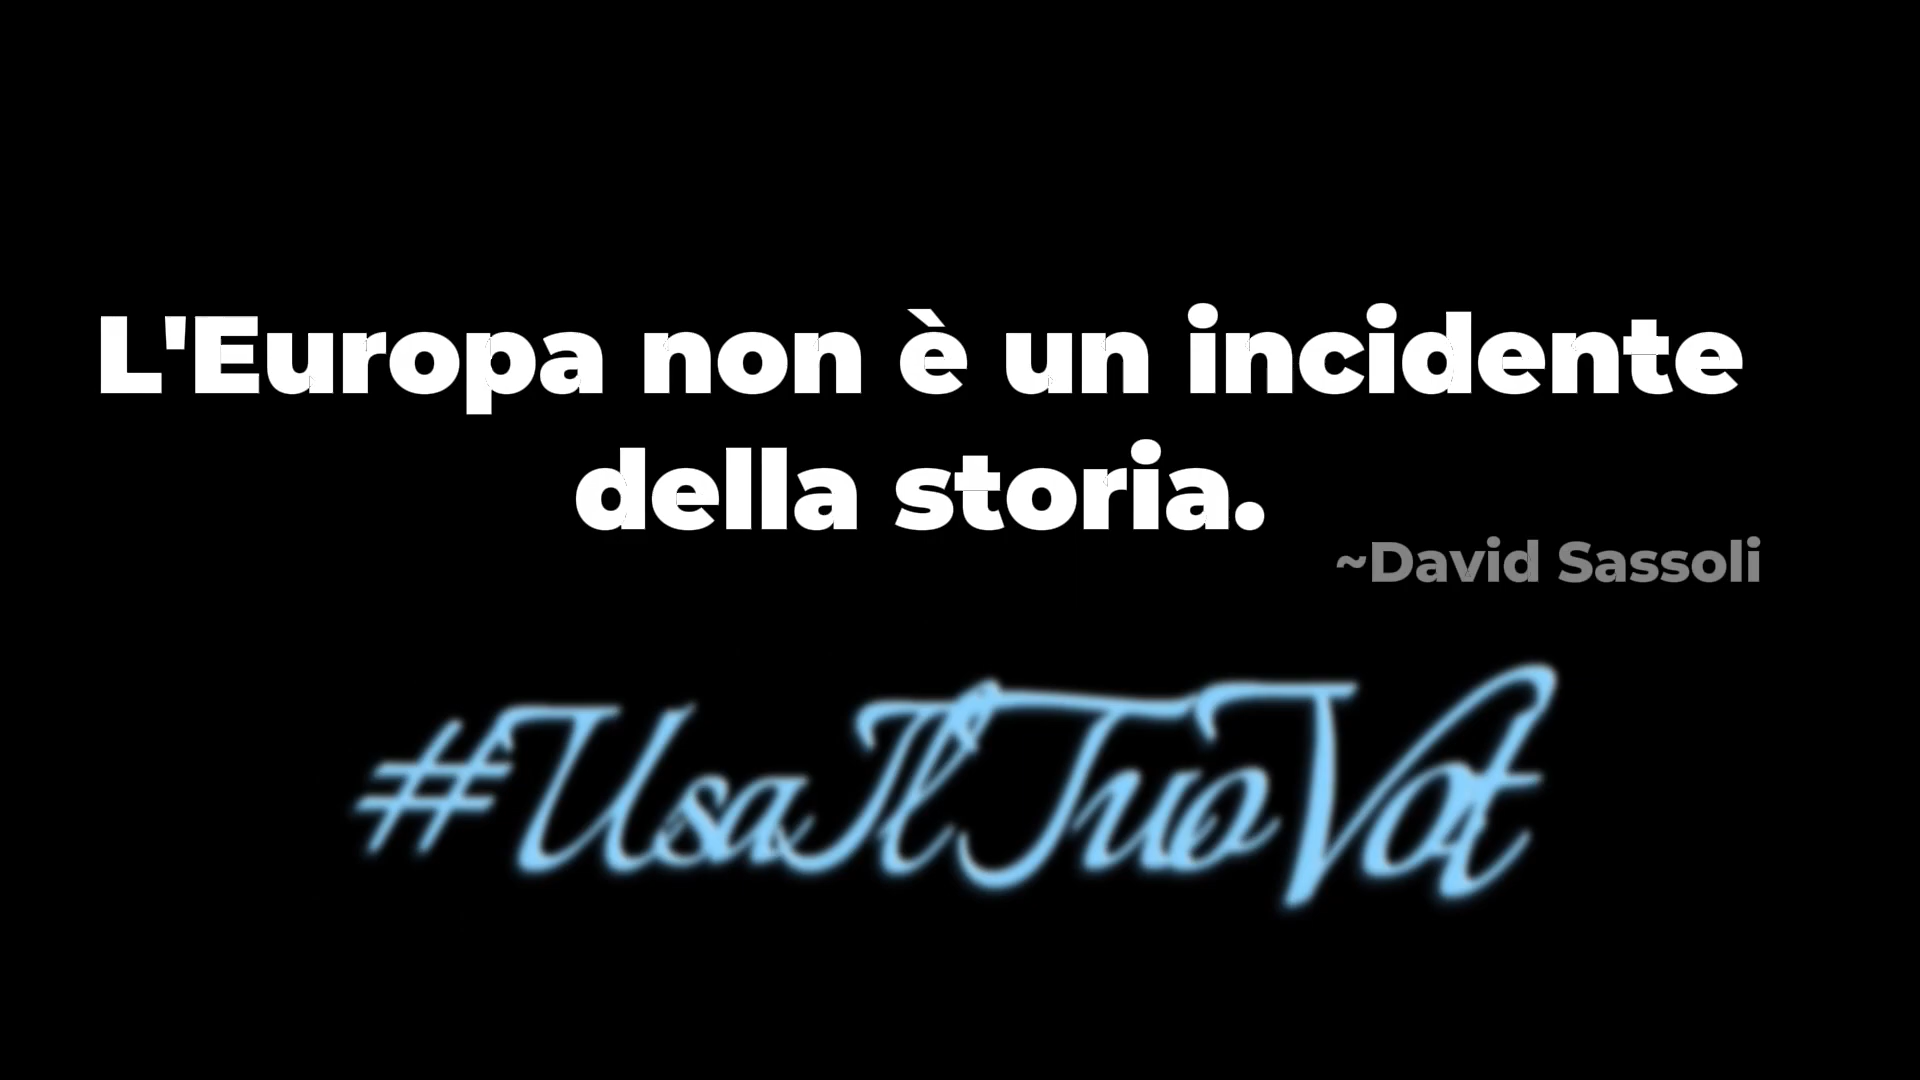 L'Europa non è un incidente
della storia.
~David Sassoli
#UsaIlTuoVot